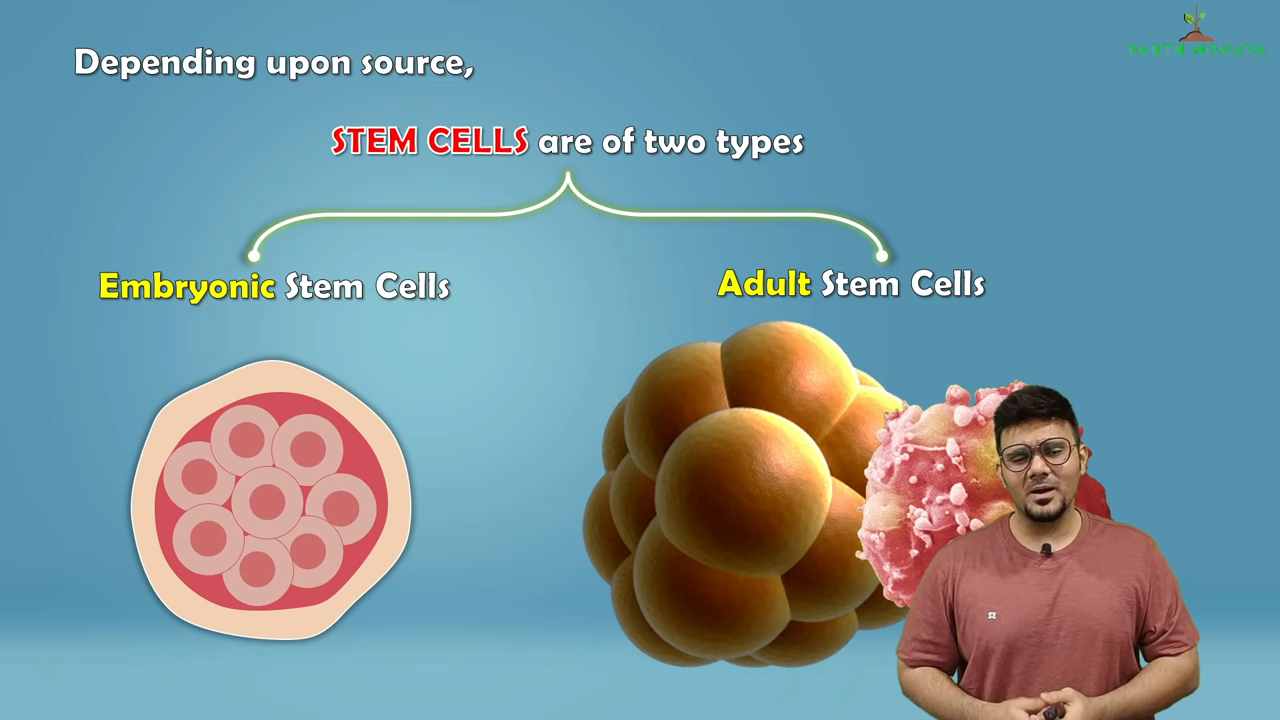 Depending upon source,
STEM CELLS are of two types
Embryonic Stem Cells
Adult Stem Cells